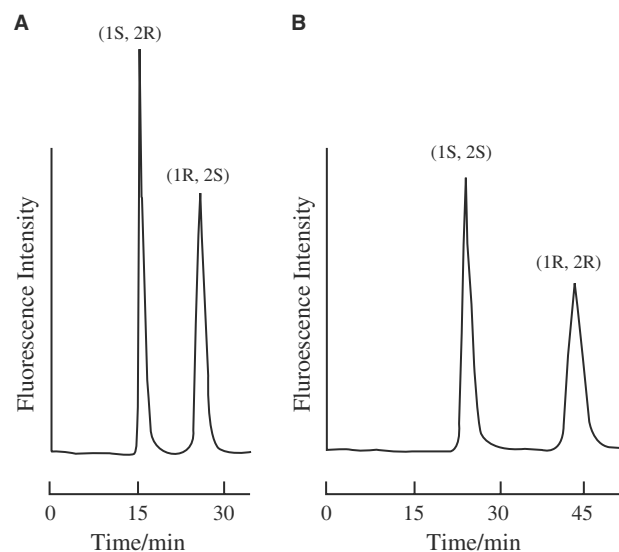 A
(1S, 2R)
(1R, 2S)
Fluorescence Intensity
0 15 30
Time/min
B
(1S, 2S)
(1R, 2R)
Fluroescence Intensity
0 15 30 45
Time/min